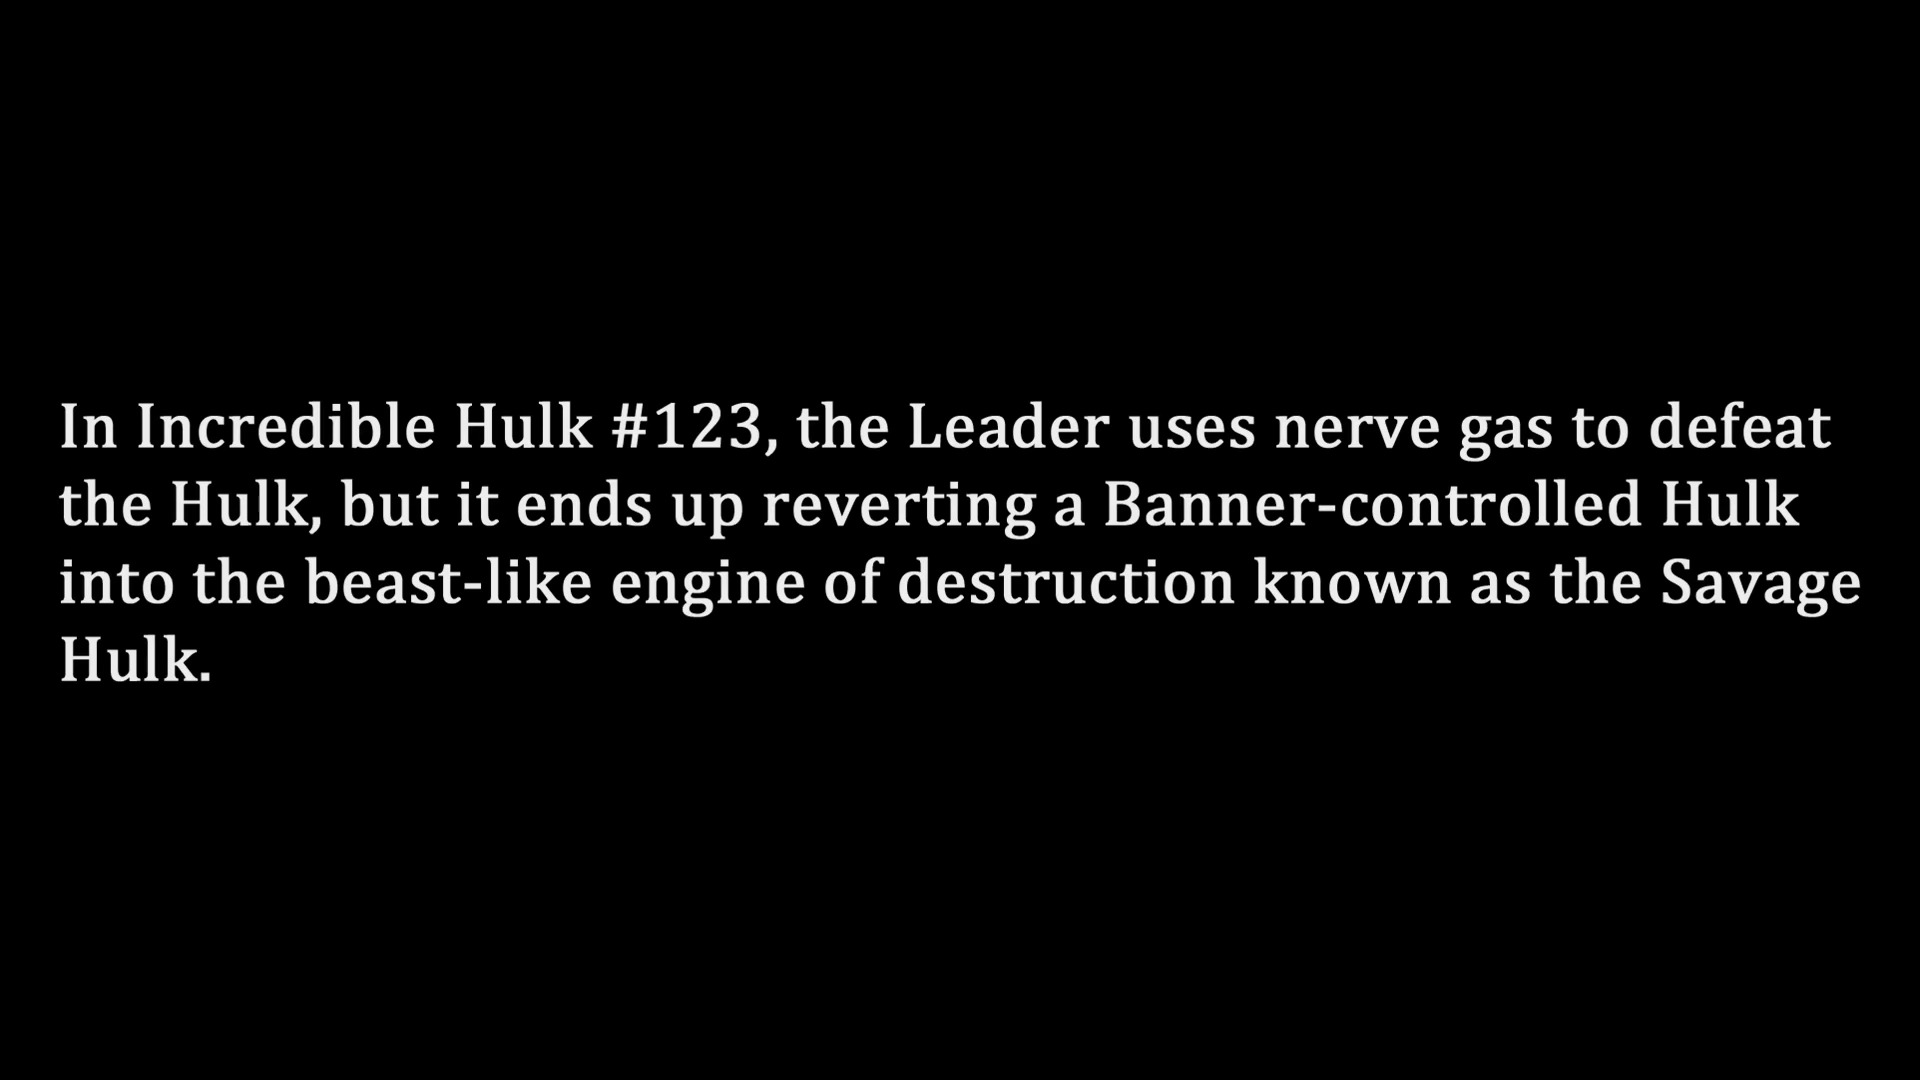 In Incredible Hulk #123, the Leader uses nerve gas to defeat
the Hulk, but it ends up reverting a Banner-controlled Hulk
into the beast-like engine of destruction known as the Savage
Hulk.